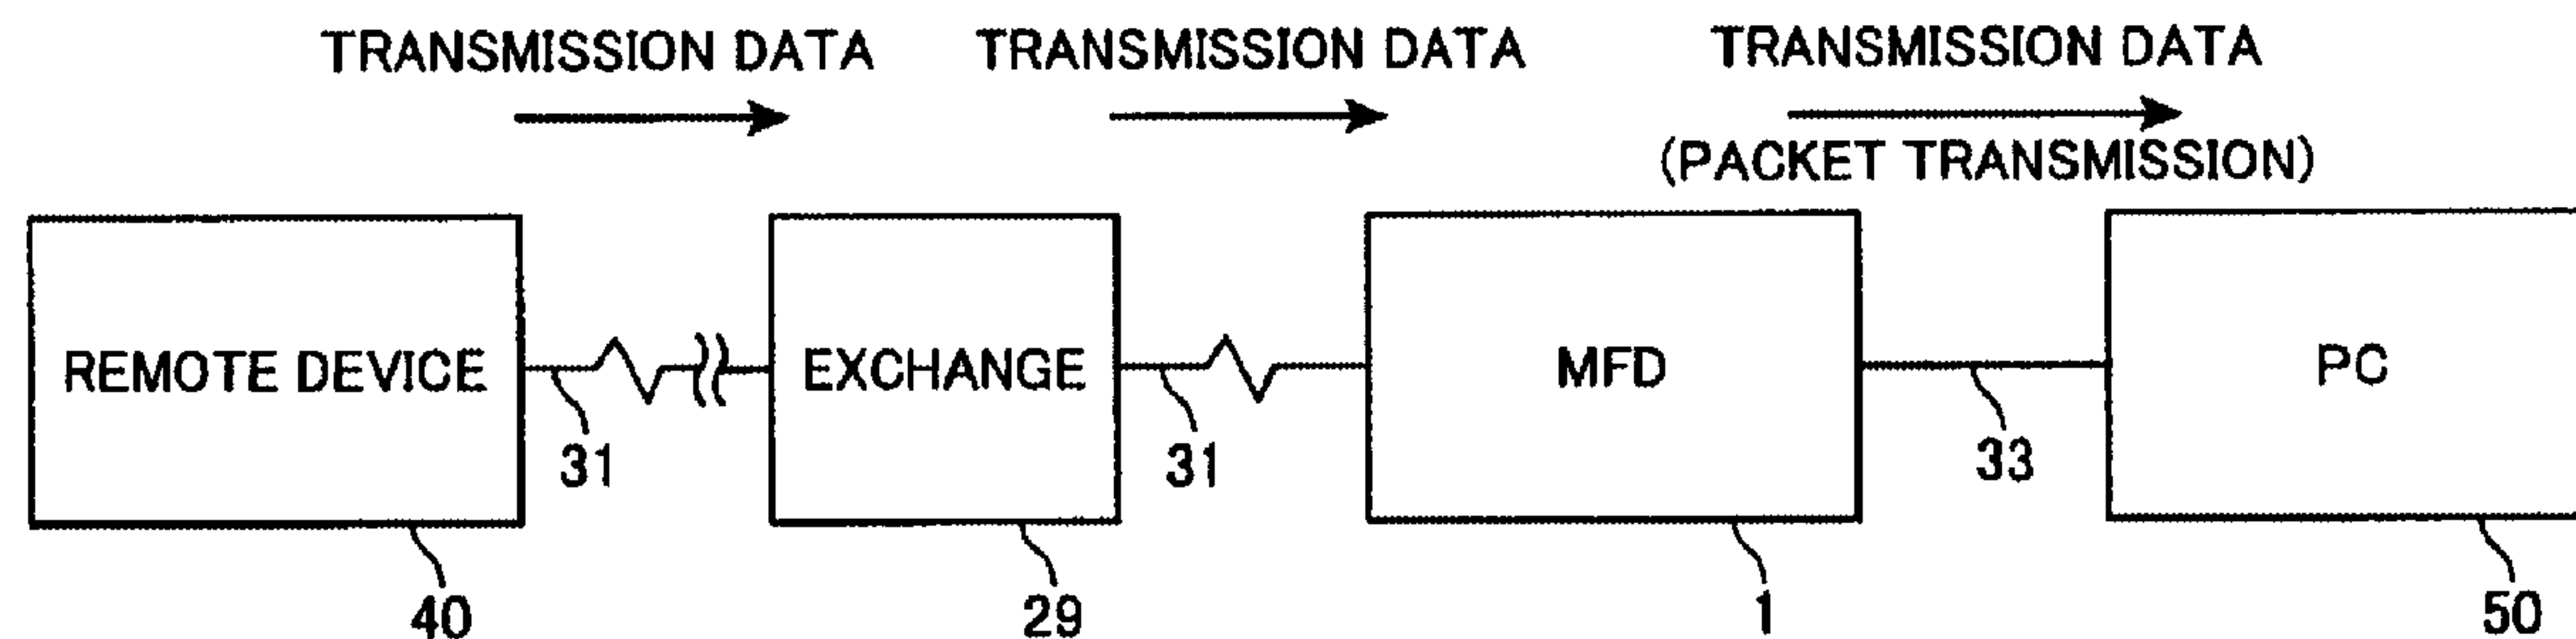 TRANSMISSION DATA
TRANSMISSION DATA
TRANSMISSION DATA
(PACKET TRANSMISSION)
REMOTE DEVICE
EXCHANGE
MFD
PC
31
31
33
40
29
1
50